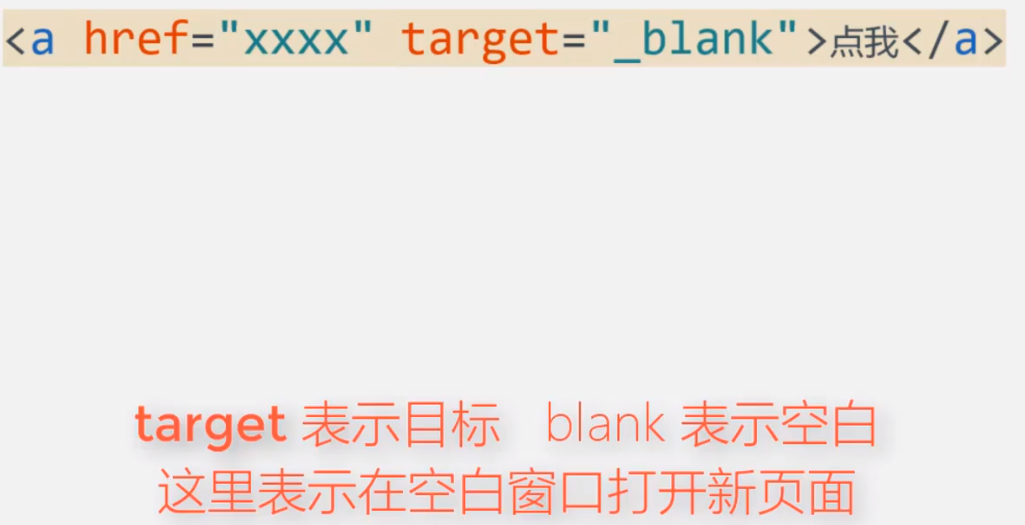 <a href="xxxx" target="_blank">点我</a>
target 表示目标 blank 表示空白
这里表示在空白窗口打开新页面